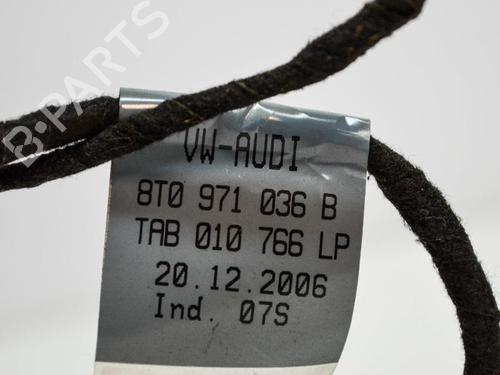 B-PARTS
VW-AUDI
8T0 971 036 B
TAB 010 766 LP
20.12.2006
Ind. 07S